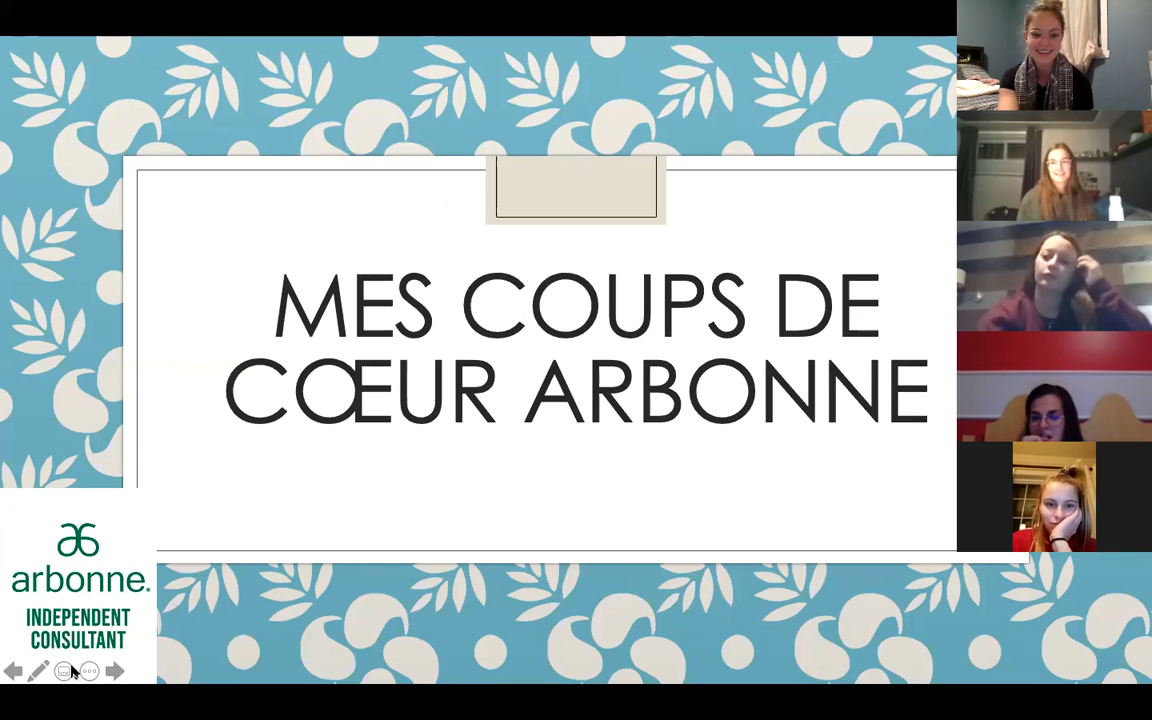 MES COUPS DE
CŒUR ARBONNE
arbonne.
INDEPENDENT
CONSULTANT